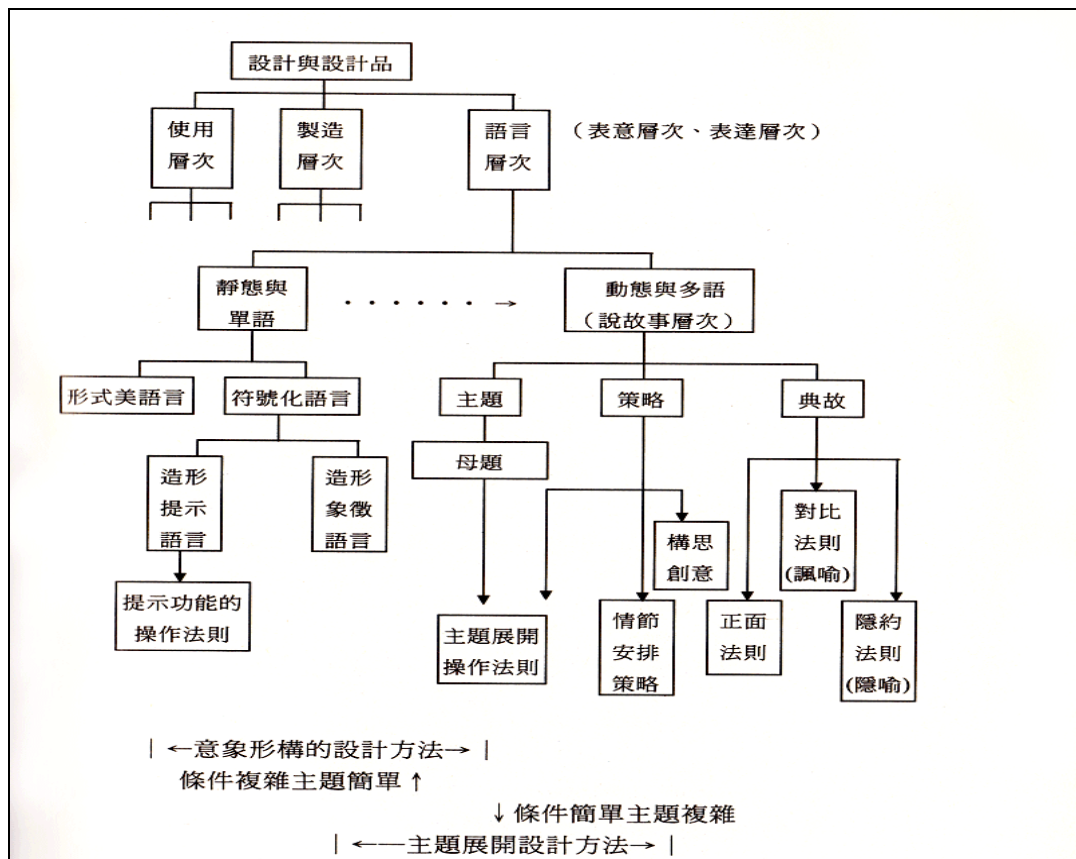 設計與設計品
使用
層次
製造
層次
語言
層次
（表意層次、表達層次）
靜態與
單語
‧‧‧‧‧‧→
動態與多語
（說故事層次）
形式美語言
符號化語言
主題
策略
典故
母題
造形
提示
語言
造形
象徵
語言
構思
創意
對比
法則
(諷喻)
提示功能的
操作法則
主題展開
操作法則
情節
安排
策略
正面
法則
隱約
法則
(隱喻)
|←意象形構的設計方法→|
條件複雜主題簡單↑
↓條件簡單主題複雜
|←—主題展開設計方法→|